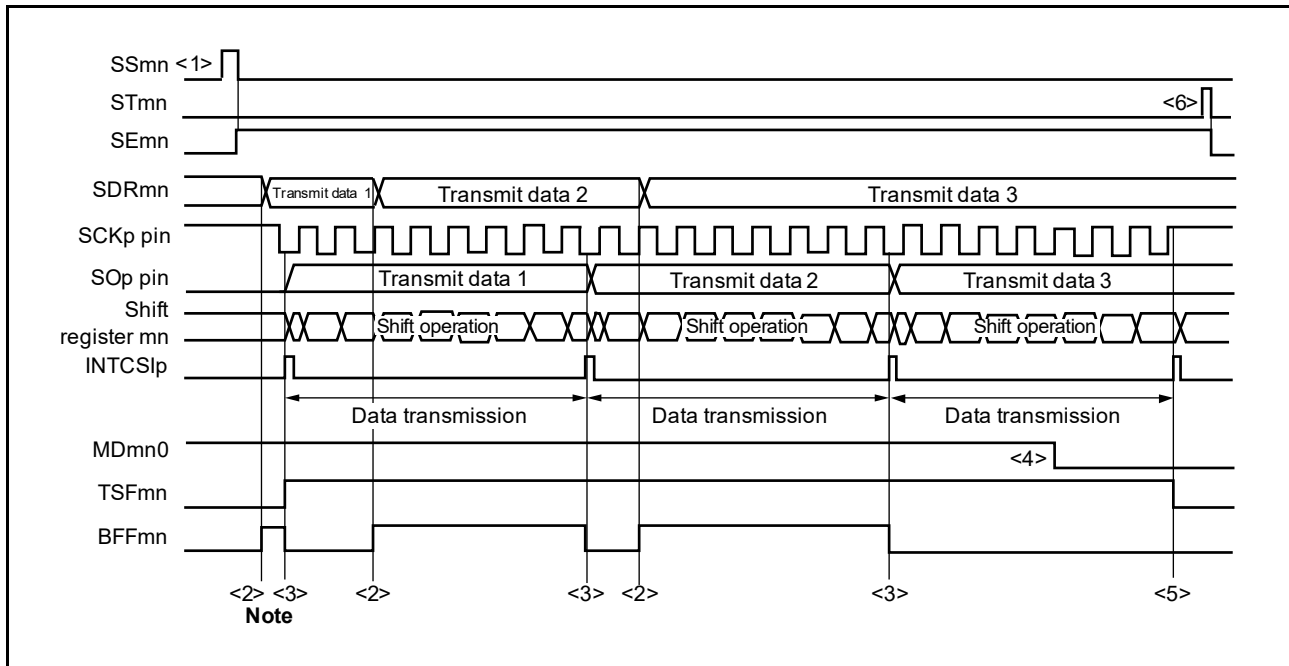 SSmn <1>
STmn <6>
SEmn
SDRmn Transmit data 1 Transmit data 2 Transmit data 3
SCKp pin
SOp pin Transmit data 1 Transmit data 2 Transmit data 3
Shift
register mn Shift operation Shift operation Shift operation
INTCSIp
Data transmission Data transmission Data transmission
MDmn0 <4>
TSFmn
BFFmn
<2> <3> <2> <3> <2> <3> <5>
Note